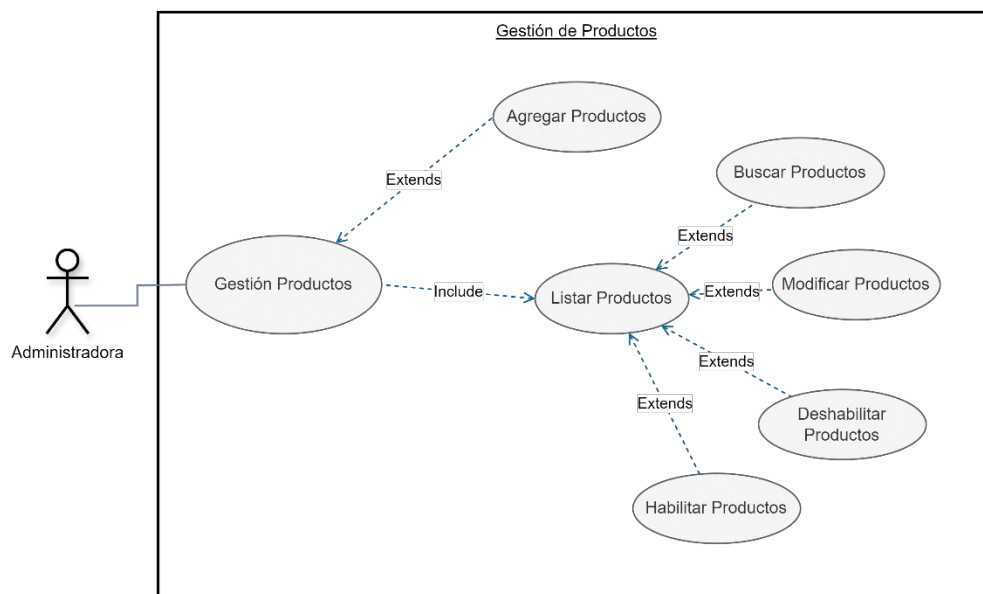 Gestión de Productos
Agregar Productos
Buscar Productos
Extends
Extends
Gestión Productos
Include
Listar Productos
Extends
Modificar Productos
Administradora
Extends
Extends
Deshabilitar
Productos
Habilitar Productos